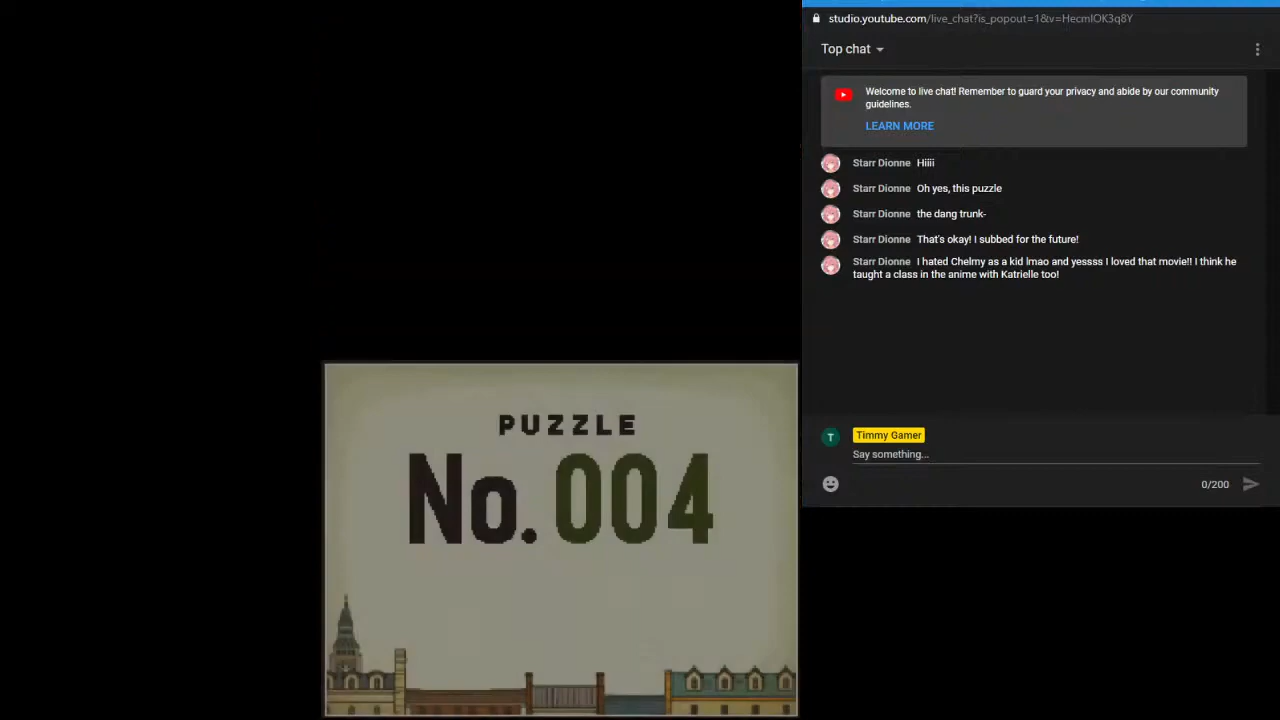 studio.youtube.com/live_chat?is_popout=1&v=HecmlOK3q8Y
Top chat
Welcome to live chat! Remember to guard your privacy and abide by our community
guidelines.
LEARN MORE
Starr Dionne Hiiii
Starr Dionne Oh yes, this puzzle
Starr Dionne the dang trunk-
Starr Dionne That's okay! I subbed for the future!
Starr Dionne I hated Chelmy as a kid lmao and yessss I loved that movie!! I think he
taught a class in the anime with Katrielle too!
T Timmy Gamer
Say something...
0/200
PUZZLE
No. 004